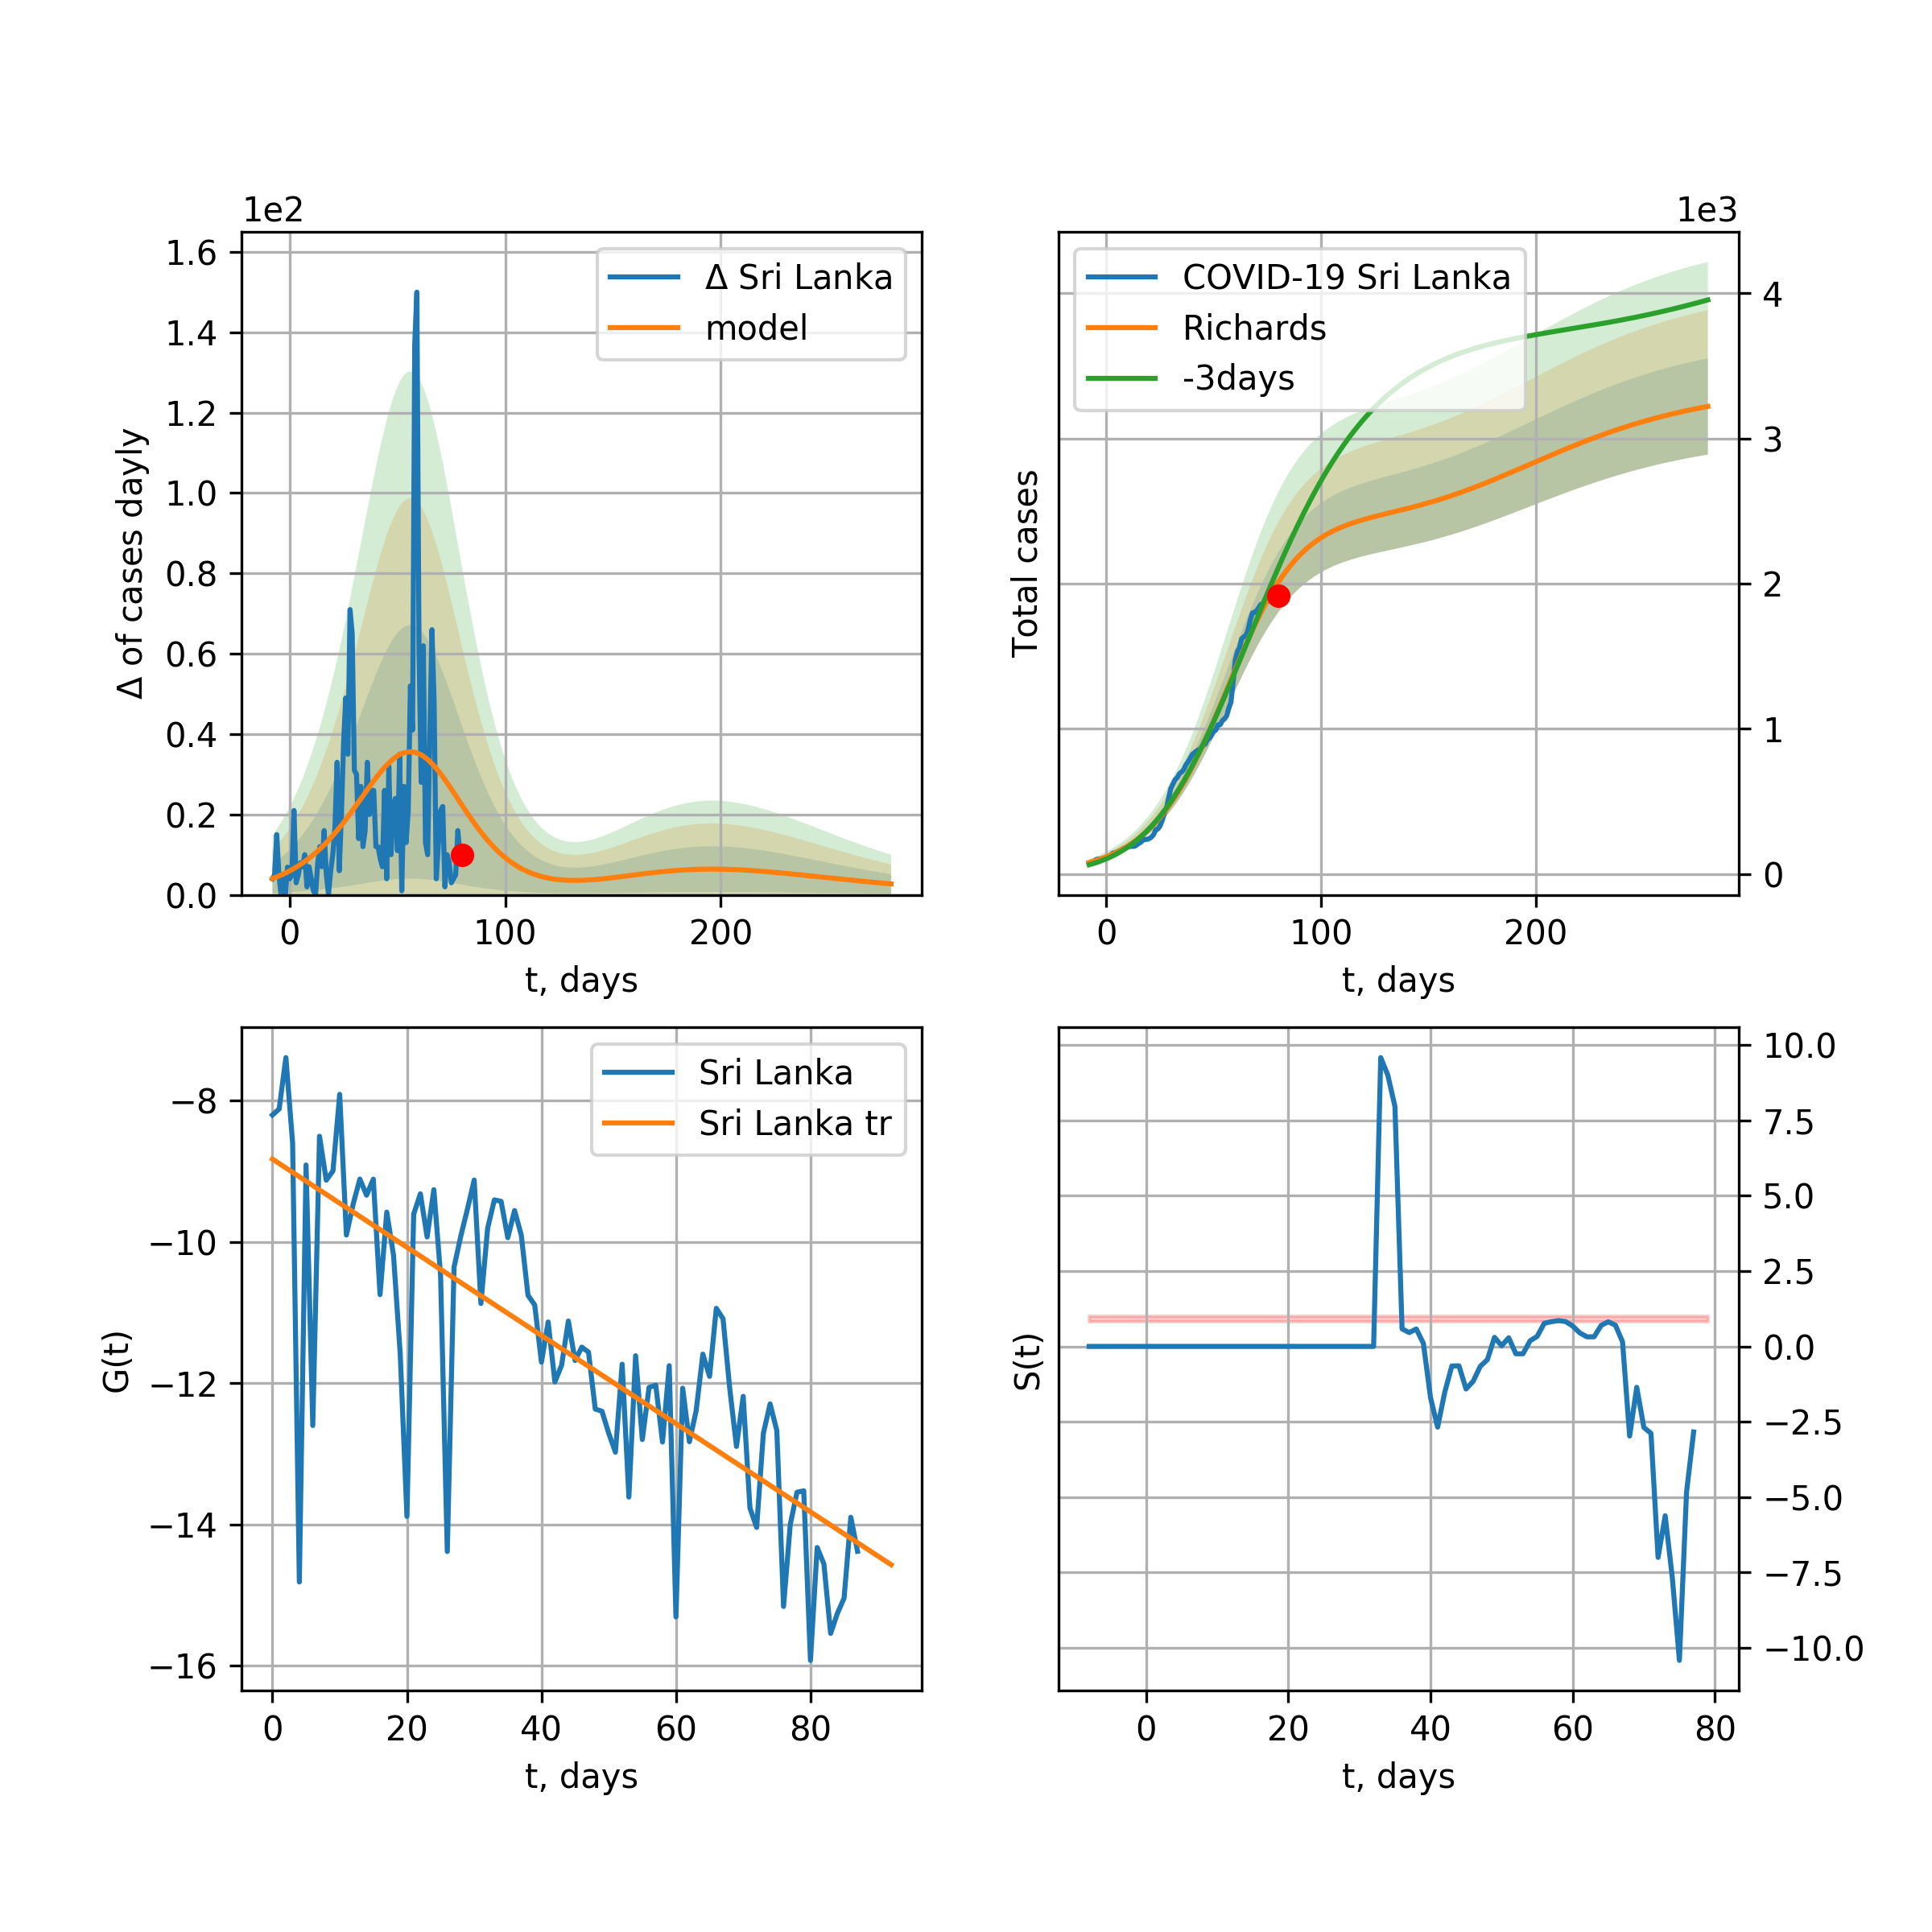 1e2
1.6
1.4
1.2
1.0
0.8
0.6
0.4
0.2
0.0
Δ of cases dayly
Δ Sri Lanka
model
0 100 200
t, days
1e3
4
3
2
1
0
Total cases
COVID-19 Sri Lanka
Richards
-3days
0 100 200
t, days
−8
−10
−12
−14
−16
G(t)
Sri Lanka
Sri Lanka tr
0 20 40 60 80
t, days
10.0
7.5
5.0
2.5
0.0
−2.5
−5.0
−7.5
−10.0
S(t)
0 20 40 60 80
t, days